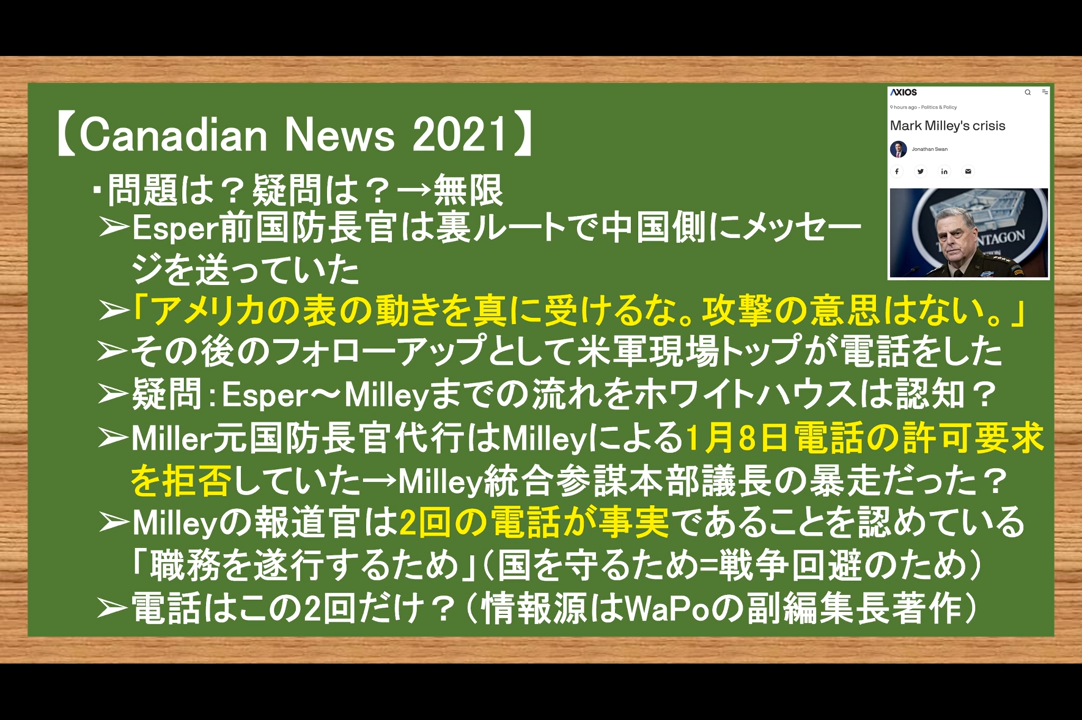 【Canadian News 2021】
・問題は？疑問は？→無限
➢Esper前国防長官は裏ルートで中国側にメッセー
ジを送っていた
➢「アメリカの表の動きを真に受けるな。攻撃の意思はない。」
➢その後のフォローアップとして米軍現場トップが電話をした
➢疑問：Esper～Milleyまでの流れをホワイトハウスは認知？
➢Miller元国防長官代行はMilleyによる1月8日電話の許可要求
を拒否していた→Milley統合参謀本部議長の暴走だった？
➢Milleyの報道官は2回の電話が事実であることを認めている
「職務を遂行するため」（国を守るため=戦争回避のため）
➢電話はこの2回だけ？（情報源はWaPoの副編集長著作）
AXIOS
9 hours ago - Politics & Policy
Mark Milley's crisis
Jonathan Swan
PENTAGON